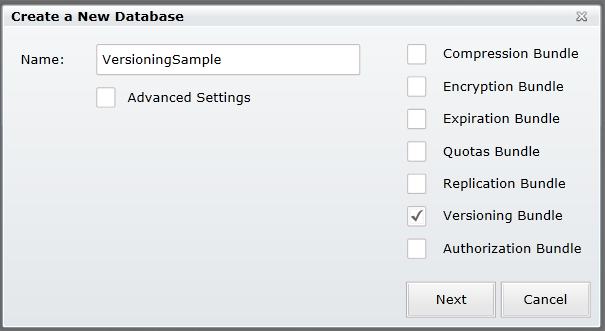 Create a New Database
Name:
VersioningSample
Advanced Settings
Compression Bundle
Encryption Bundle
Expiration Bundle
Quotas Bundle
Replication Bundle
Versioning Bundle
Authorization Bundle
Next
Cancel